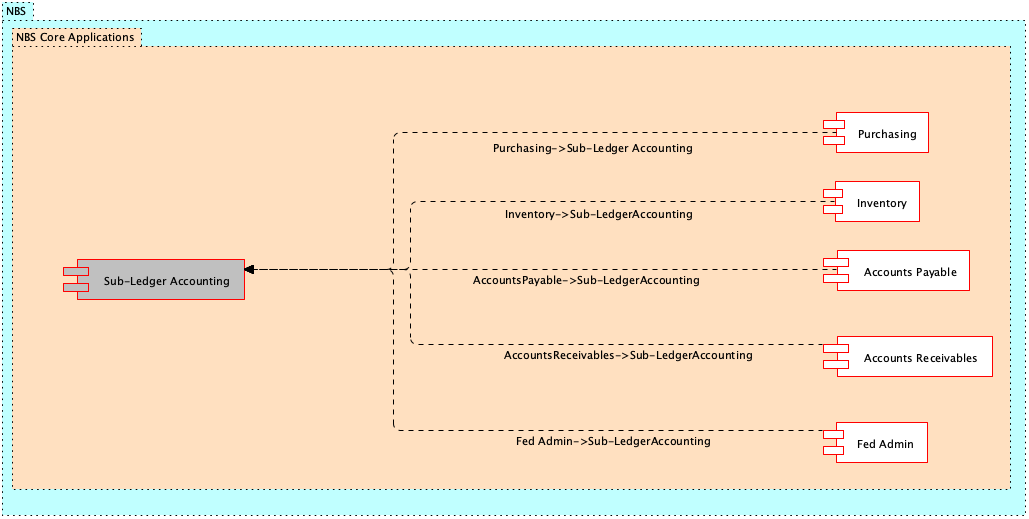 NBS
NBS Core Applications
Purchasing
Purchasing->Sub-Ledger Accounting
Inventory
Inventory->Sub-LedgerAccounting
Sub-Ledger Accounting
Accounts Payable
AccountsPayable->Sub-LedgerAccounting
Accounts Receivables
AccountsReceivables->Sub-LedgerAccounting
Fed Admin
Fed Admin->Sub-LedgerAccounting